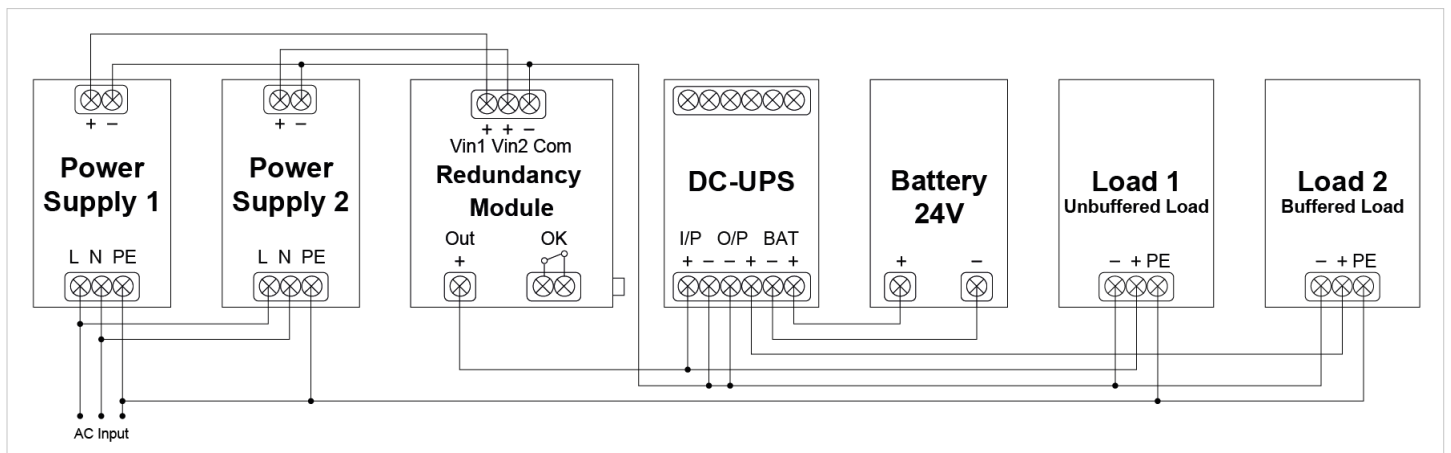 + −
Power
Supply 1
L N PE
+ −
Power
Supply 2
L N PE
+ + −
Vin1 Vin2 Com
Redundancy
Module
Out OK
+
DC-UPS
I/P O/P BAT
+ − − + − +
Battery
24V
+ −
Load 1
Unbuffered Load
− + PE
Load 2
Buffered Load
− + PE
AC Input